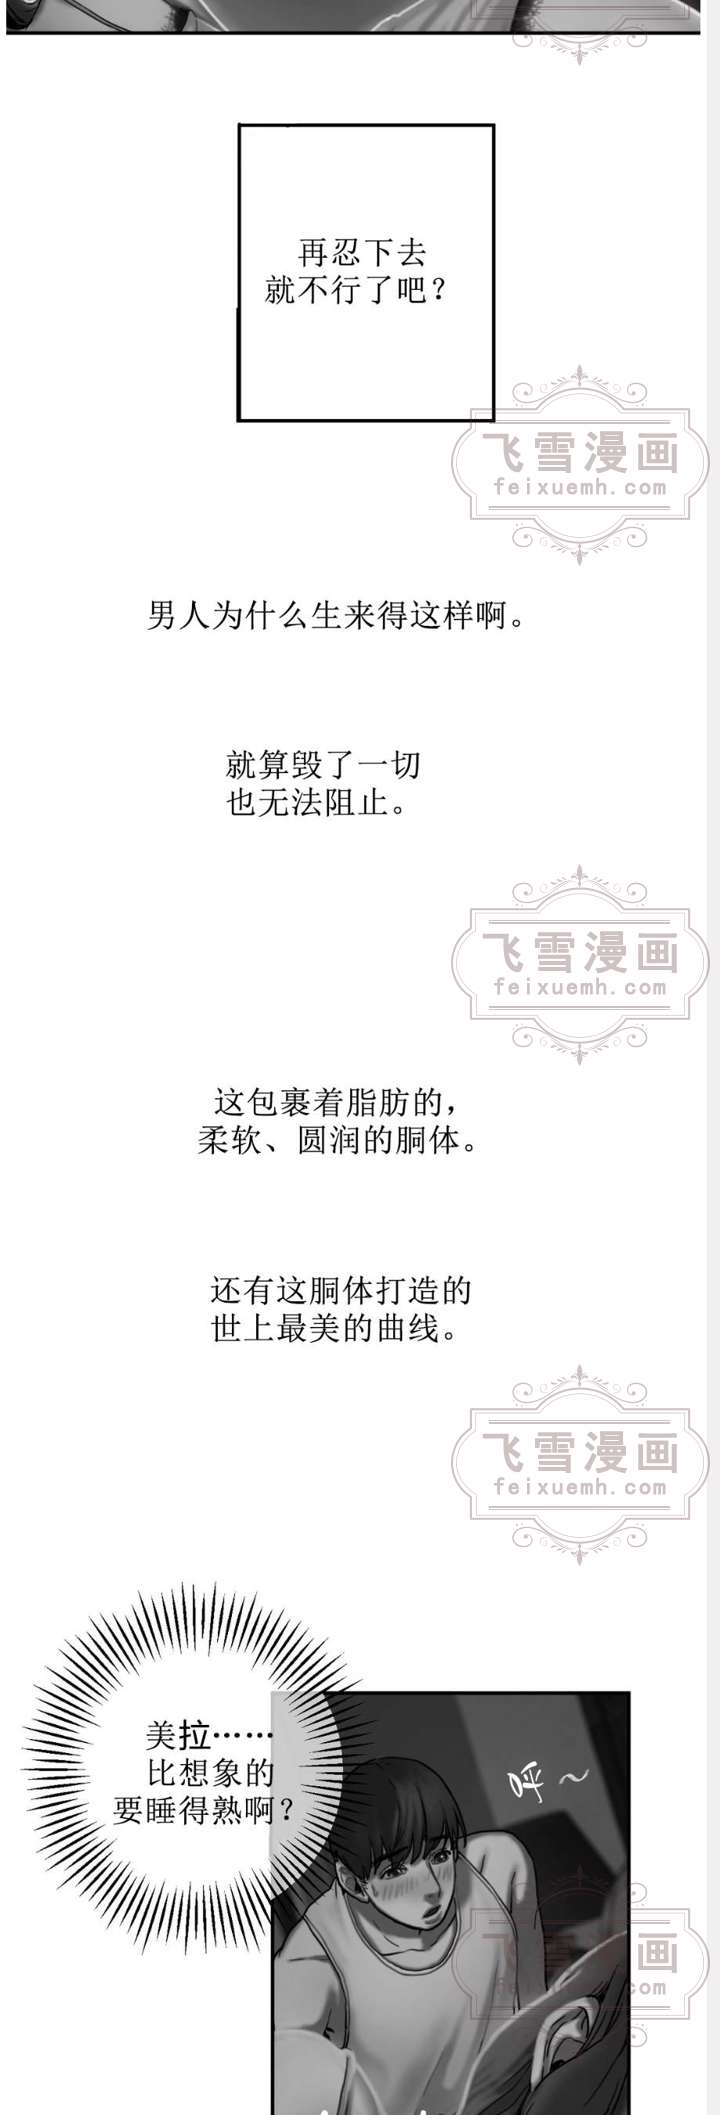 再忍下去
就不行了吧？
飞雪漫画
feixuemh.com
男人为什么生来得这样啊。
就算毁了一切
也无法阻止。
飞雪漫画
feixuemh.com
这包裹着脂肪的，
柔软、圆润的胴体。
还有这胴体打造的
世上最美的曲线。
飞雪漫画
feixuemh.com
美拉……
比想象的
要睡得熟啊？
呼～
飞雪漫画
feixuemh.com